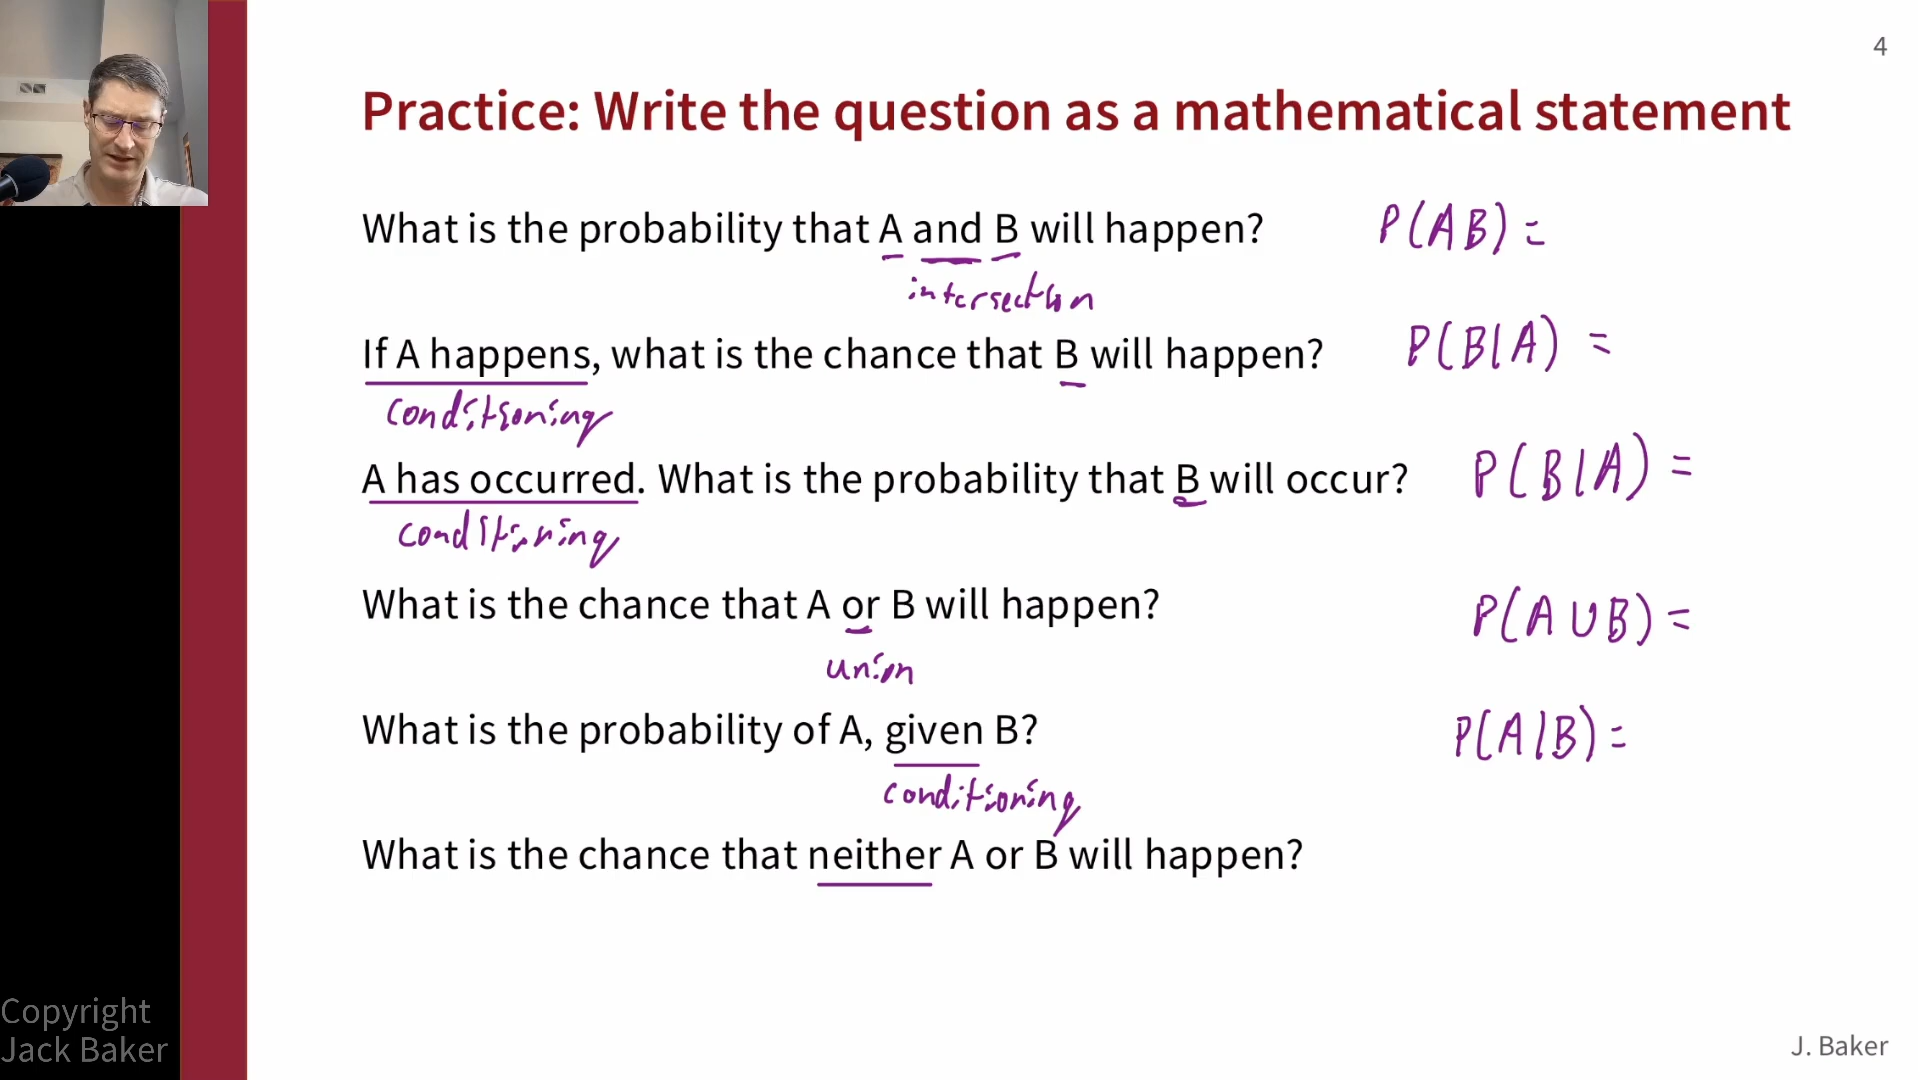 4
Practice: Write the question as a mathematical statement
What is the probability that A and B will happen? P(AB) =
intersection
If A happens, what is the chance that B will happen? P(B|A) =
conditioning
A has occurred. What is the probability that B will occur? P(B|A) =
conditioning
What is the chance that A or B will happen? P(A∪B) =
union
What is the probability of A, given B? P(A|B) =
conditioning
What is the chance that neither A or B will happen?
Copyright
Jack Baker
J. Baker